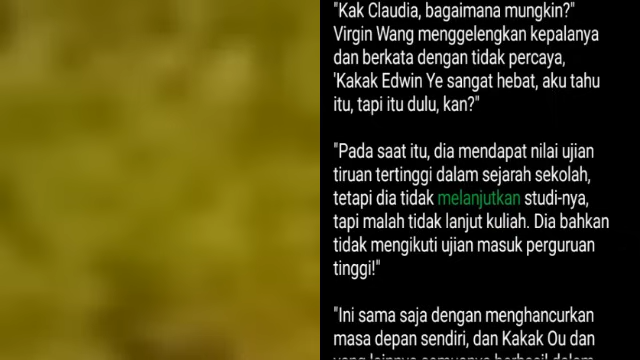 "Kak Claudia, bagaimana mungkin?"
Virgin Wang menggelengkan kepalanya
dan berkata dengan tidak percaya,
'Kakak Edwin Ye sangat hebat, aku tahu
itu, tapi itu dulu, kan?"
"Pada saat itu, dia mendapat nilai ujian
tiruan tertinggi dalam sejarah sekolah,
tetapi dia tidak melanjutkan studi-nya,
tapi malah tidak lanjut kuliah. Dia bahkan
tidak mengikuti ujian masuk perguruan
tinggi!"
"Ini sama saja dengan menghancurkan
masa depan sendiri, dan Kakak Ou dan